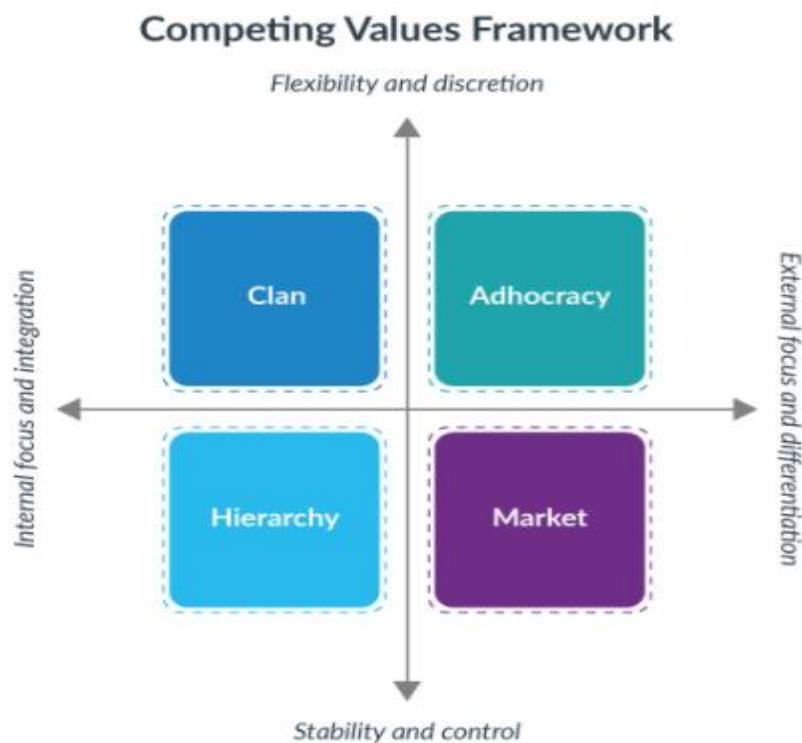 Competing Values Framework
Flexibility and discretion
Clan
Adhocracy
Internal focus and integration
External focus and differentiation
Hierarchy
Market
Stability and control